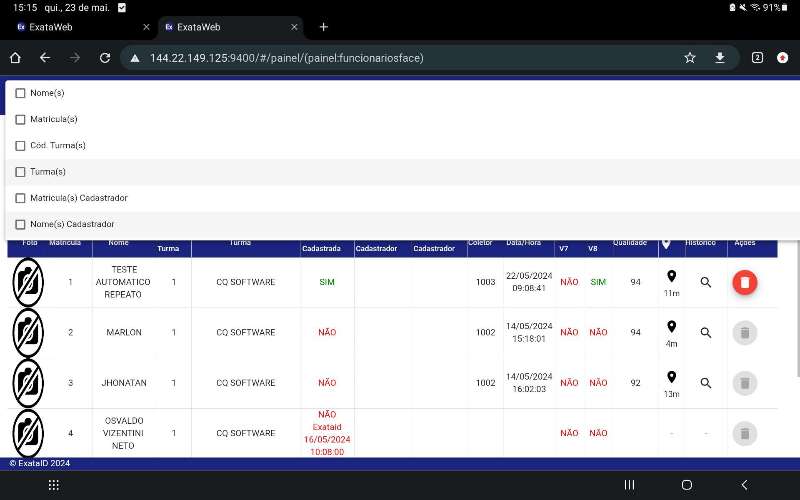 15:15 qui., 23 de mai. 91%
ExataWeb ExataWeb
144.22.149.125:9400/#/painel/(painel:funcionariosface) 2
Nome(s)
Matricula(s)
Cód. Turma(s)
Turma(s)
Matricula(s) Cadastrador
Nome(s) Cadastrador
Foto Matricula Nome Turma Turma Cadastrada Cadastrador Cadastrador Coletor Data/Hora V7 V8 Qualidade Histórico Ações
1 TESTE AUTOMATICO REPEATO 1 CQ SOFTWARE SIM 1003 22/05/2024 09:08:41 NÃO SIM 94 11m
2 MARLON 1 CQ SOFTWARE NÃO 1002 14/05/2024 15:18:01 NÃO NÃO 94 4m
3 JHONATAN 1 CQ SOFTWARE NÃO 1002 14/05/2024 16:02:03 NÃO NÃO 92 13m
4 OSVALDO VIZENTINI NETO 1 CQ SOFTWARE NÃO Exataid 16/05/2024 10:08:00 NÃO NÃO - -
© ExataID 2024